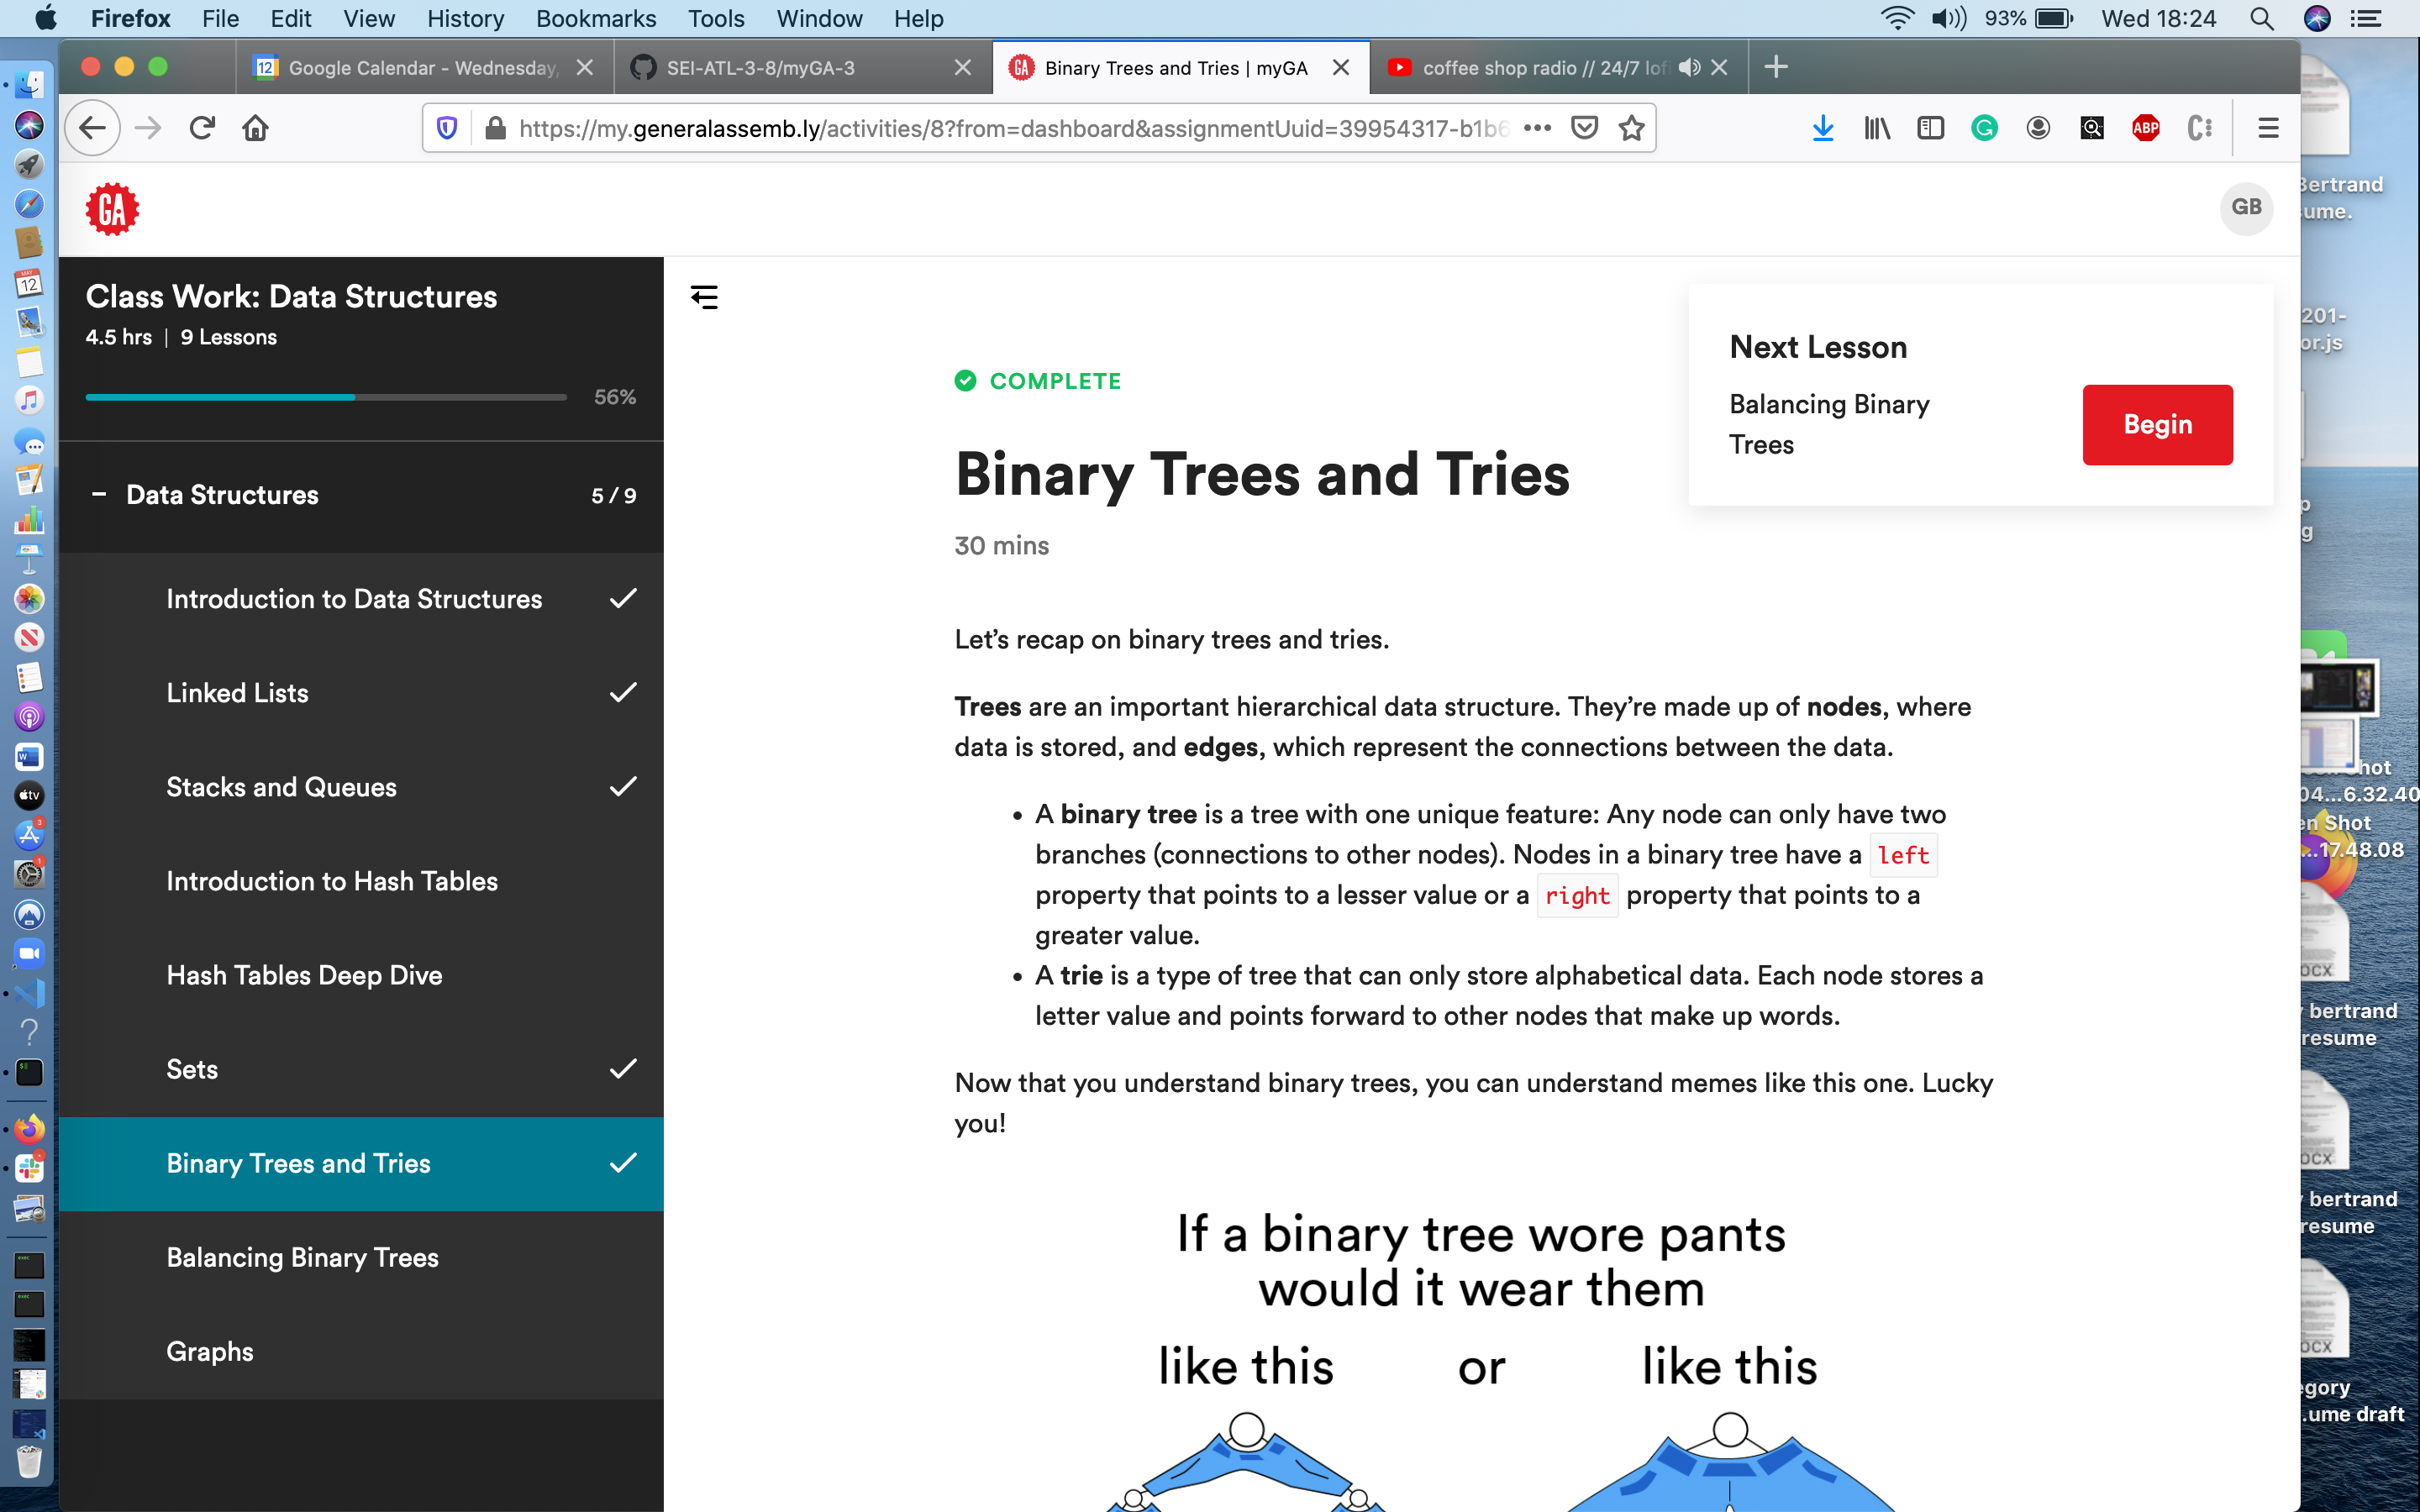 Firefox File Edit View History Bookmarks Tools Window Help 93% Wed 18:24
12 Google Calendar - Wednesday, SEI-ATL-3-8/myGA-3 GA Binary Trees and Tries | myGA coffee shop radio // 24/7 lofi
https://my.generalassemb.ly/activities/8?from=dashboard&assignmentUuid=39954317-b1b6 ABP
GA
GB
Class Work: Data Structures
4.5 hrs | 9 Lessons
56%
Data Structures 5 / 9
Introduction to Data Structures
Linked Lists
Stacks and Queues
Introduction to Hash Tables
Hash Tables Deep Dive
Sets
Binary Trees and Tries
Balancing Binary Trees
Graphs
COMPLETE
Binary Trees and Tries
30 mins
Next Lesson
Balancing Binary
Trees
Begin
Let’s recap on binary trees and tries.
Trees are an important hierarchical data structure. They’re made up of nodes, where
data is stored, and edges, which represent the connections between the data.
• A binary tree is a tree with one unique feature: Any node can only have two
branches (connections to other nodes). Nodes in a binary tree have a left
property that points to a lesser value or a right property that points to a
greater value.
• A trie is a type of tree that can only store alphabetical data. Each node stores a
letter value and points forward to other nodes that make up words.
Now that you understand binary trees, you can understand memes like this one. Lucky
you!
If a binary tree wore pants
would it wear them
like this or like this
MAY
12
tv
Bertrand
ume.
201-
or.js
hot
04...6.32.40
en Shot
...17.48.08
OCX
bertrand
resume
OCX
bertrand
resume
OCX
egory
.ume draft